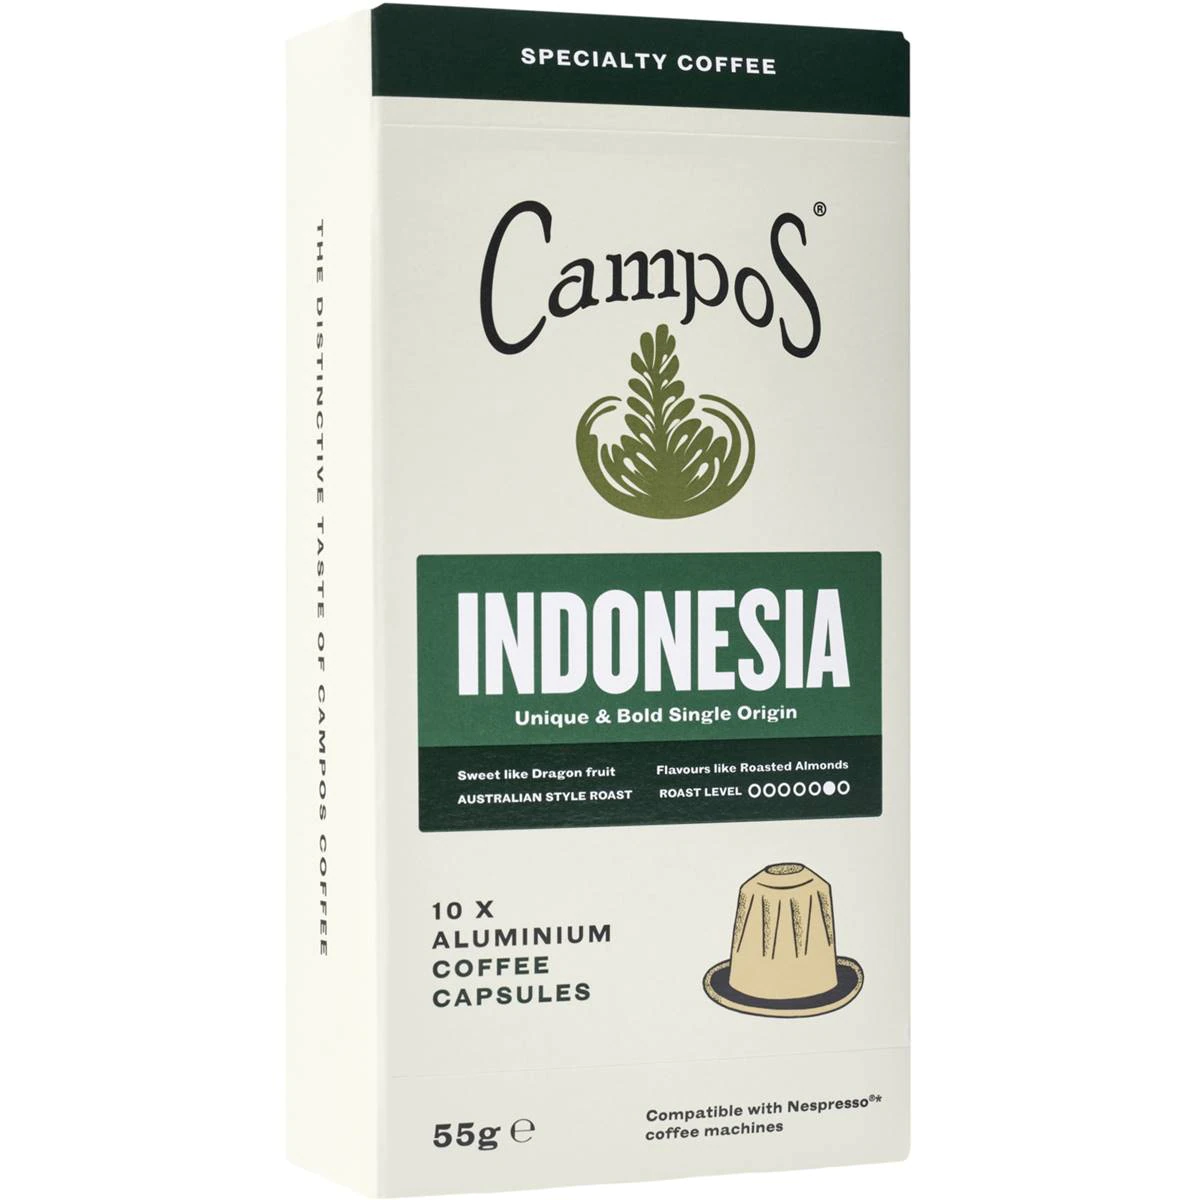 SPECIALTY COFFEE
Campos®
INDONESIA
Unique & Bold Single Origin
Sweet like Dragon fruit
Flavours like Roasted Almonds
AUSTRALIAN STYLE ROAST
ROAST LEVEL
10 X
ALUMINIUM
COFFEE
CAPSULES
55g ℮
Compatible with Nespresso®*
coffee machines
THE DISTINCTIVE TASTE OF CAMPOS COFFEE